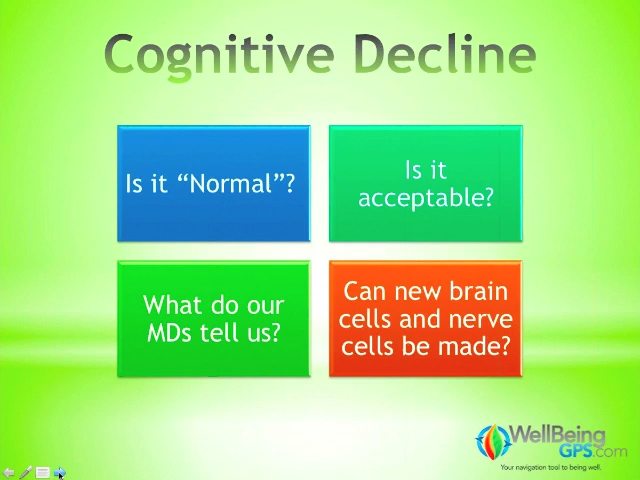 Cognitive Decline
Is it “Normal”?
Is it
acceptable?
What do our
MDs tell us?
Can new brain
cells and nerve
cells be made?
WellBeing
GPS.com
Your navigation tool to being well.